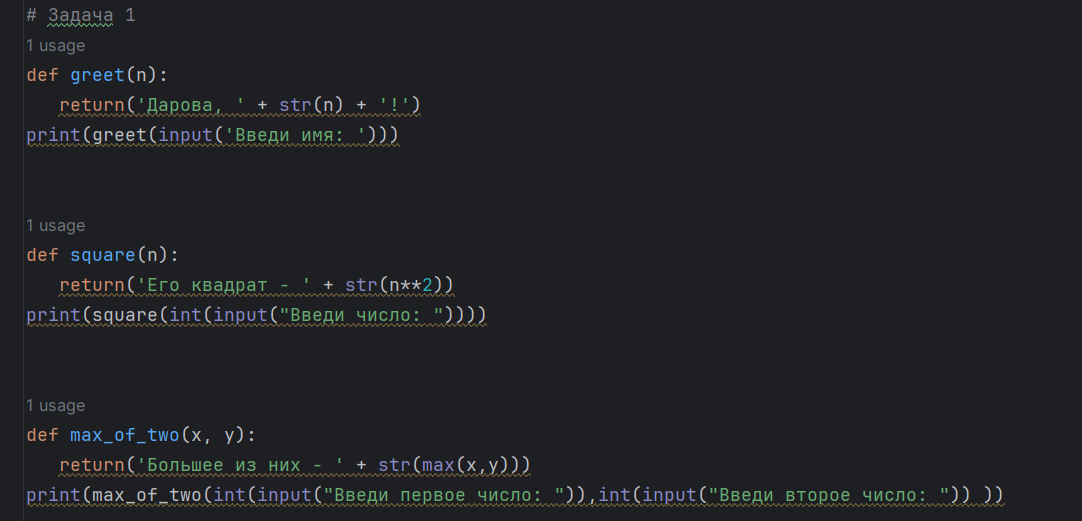 # Задача 1
1 usage
def greet(n):
return('Дарова, ' + str(n) + '!')
print(greet(input('Введи имя: ')))
1 usage
def square(n):
return('Его квадрат - ' + str(n**2))
print(square(int(input("Введи число: "))))
1 usage
def max_of_two(x, y):
return('Большее из них - ' + str(max(x,y)))
print(max_of_two(int(input("Введи первое число: ")),int(input("Введи второе число: ")) ))